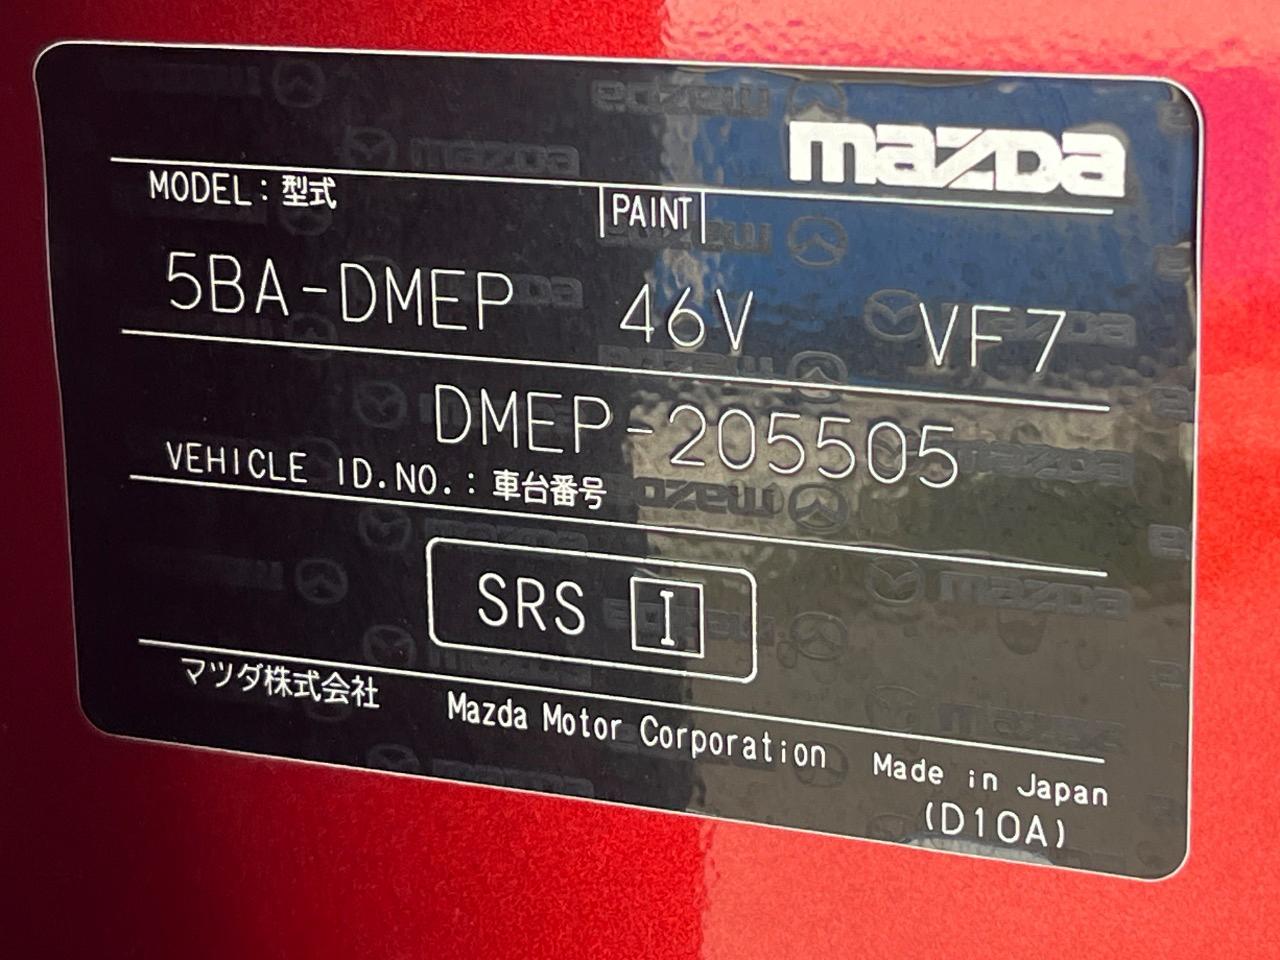 mazda
MODEL：型式 PAINT
5BA-DMEP 46V VF7
DMEP-205505
VEHICLE ID.NO.：車台番号
SRS I
マツダ株式会社 Mazda Motor Corporation Made in Japan
(D10A)